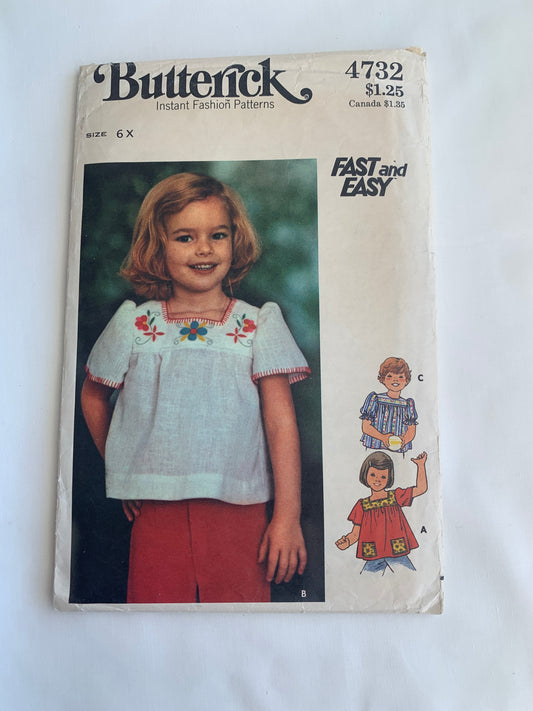 Butterick
Instant Fashion Patterns
4732
$1.25
Canada $1.35
SIZE 6X
FAST and
EASY
C
A
B